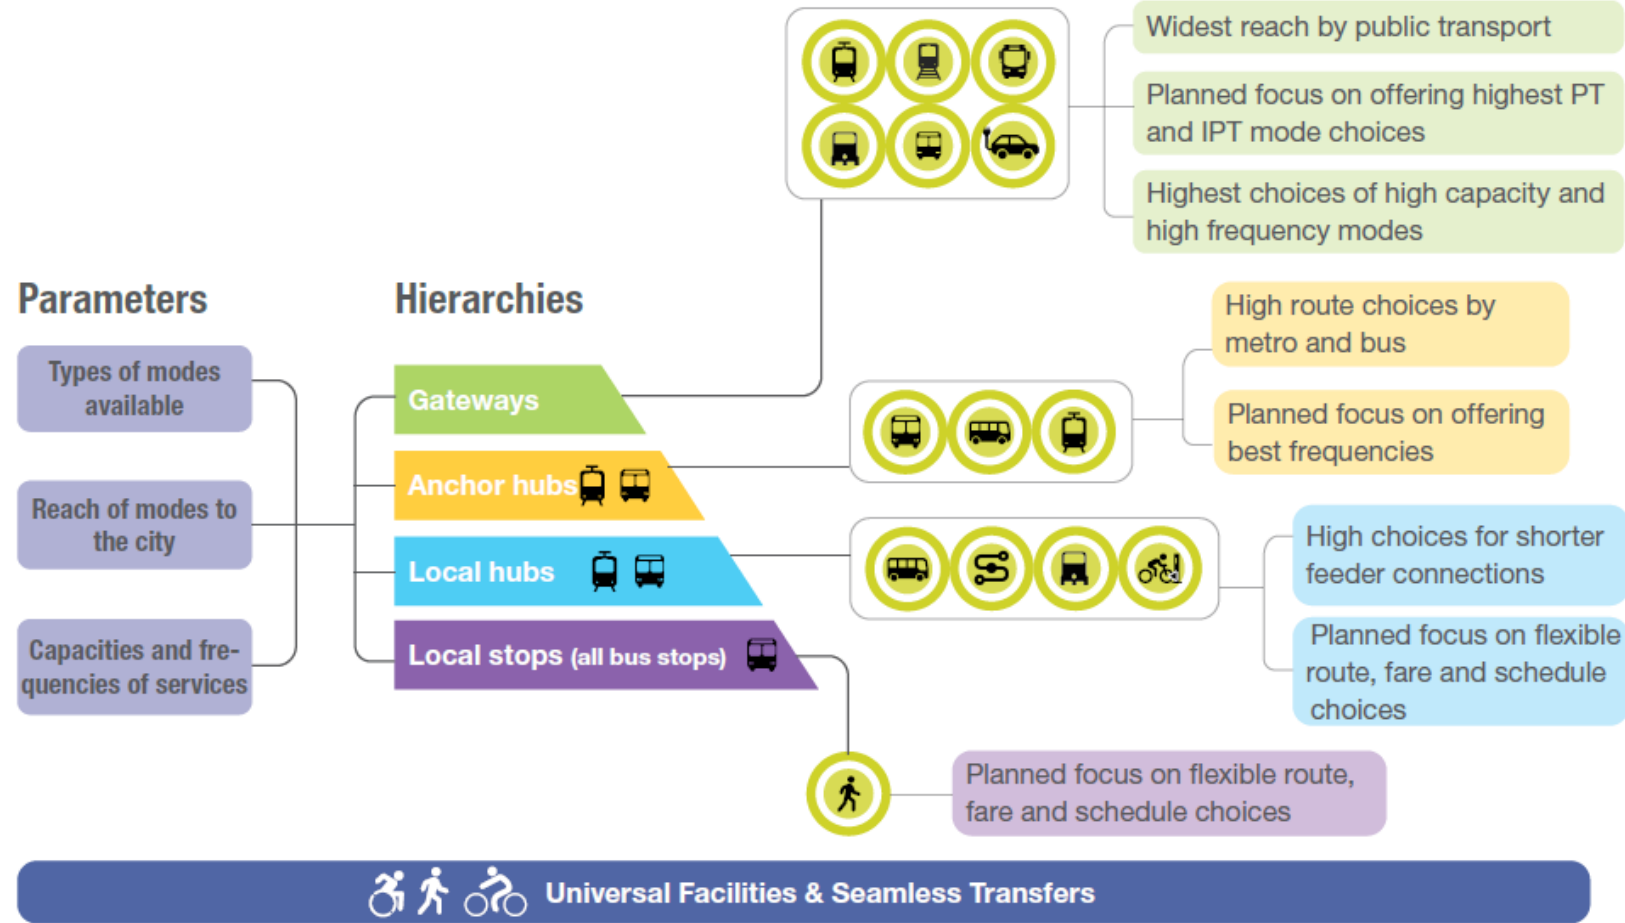 Widest reach by public transport
Planned focus on offering highest PT
and IPT mode choices
Highest choices of high capacity and
high frequency modes
Parameters
Hierarchies
Types of modes
available
Reach of modes to
the city
Capacities and fre-
quencies of services
Gateways
Anchor hubs
Local hubs
Local stops (all bus stops)
High route choices by
metro and bus
Planned focus on offering
best frequencies
High choices for shorter
feeder connections
Planned focus on flexible
route, fare and schedule
choices
Planned focus on flexible route,
fare and schedule choices
Universal Facilities & Seamless Transfers